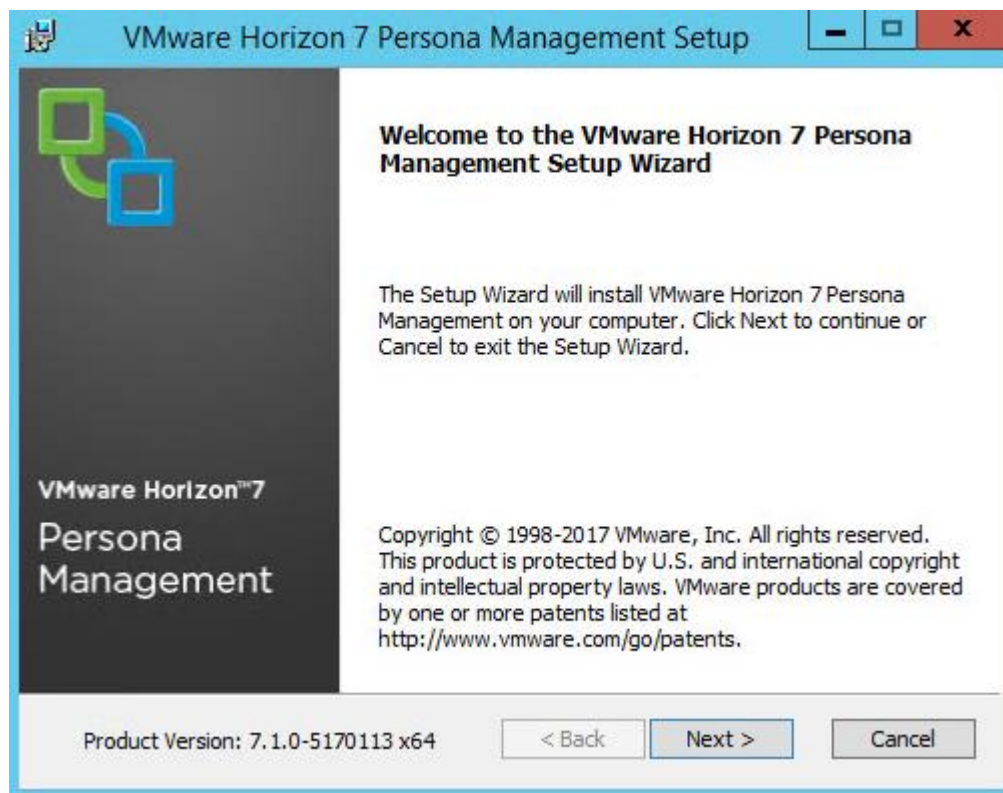 VMware Horizon 7 Persona Management Setup
Welcome to the VMware Horizon 7 Persona
Management Setup Wizard
The Setup Wizard will install VMware Horizon 7 Persona
Management on your computer. Click Next to continue or
Cancel to exit the Setup Wizard.
VMware Horizon™7
Persona
Management
Copyright © 1998-2017 VMware, Inc. All rights reserved.
This product is protected by U.S. and international copyright
and intellectual property laws. VMware products are covered
by one or more patents listed at
http://www.vmware.com/go/patents.
Product Version: 7.1.0-5170113 x64
< Back
Next >
Cancel